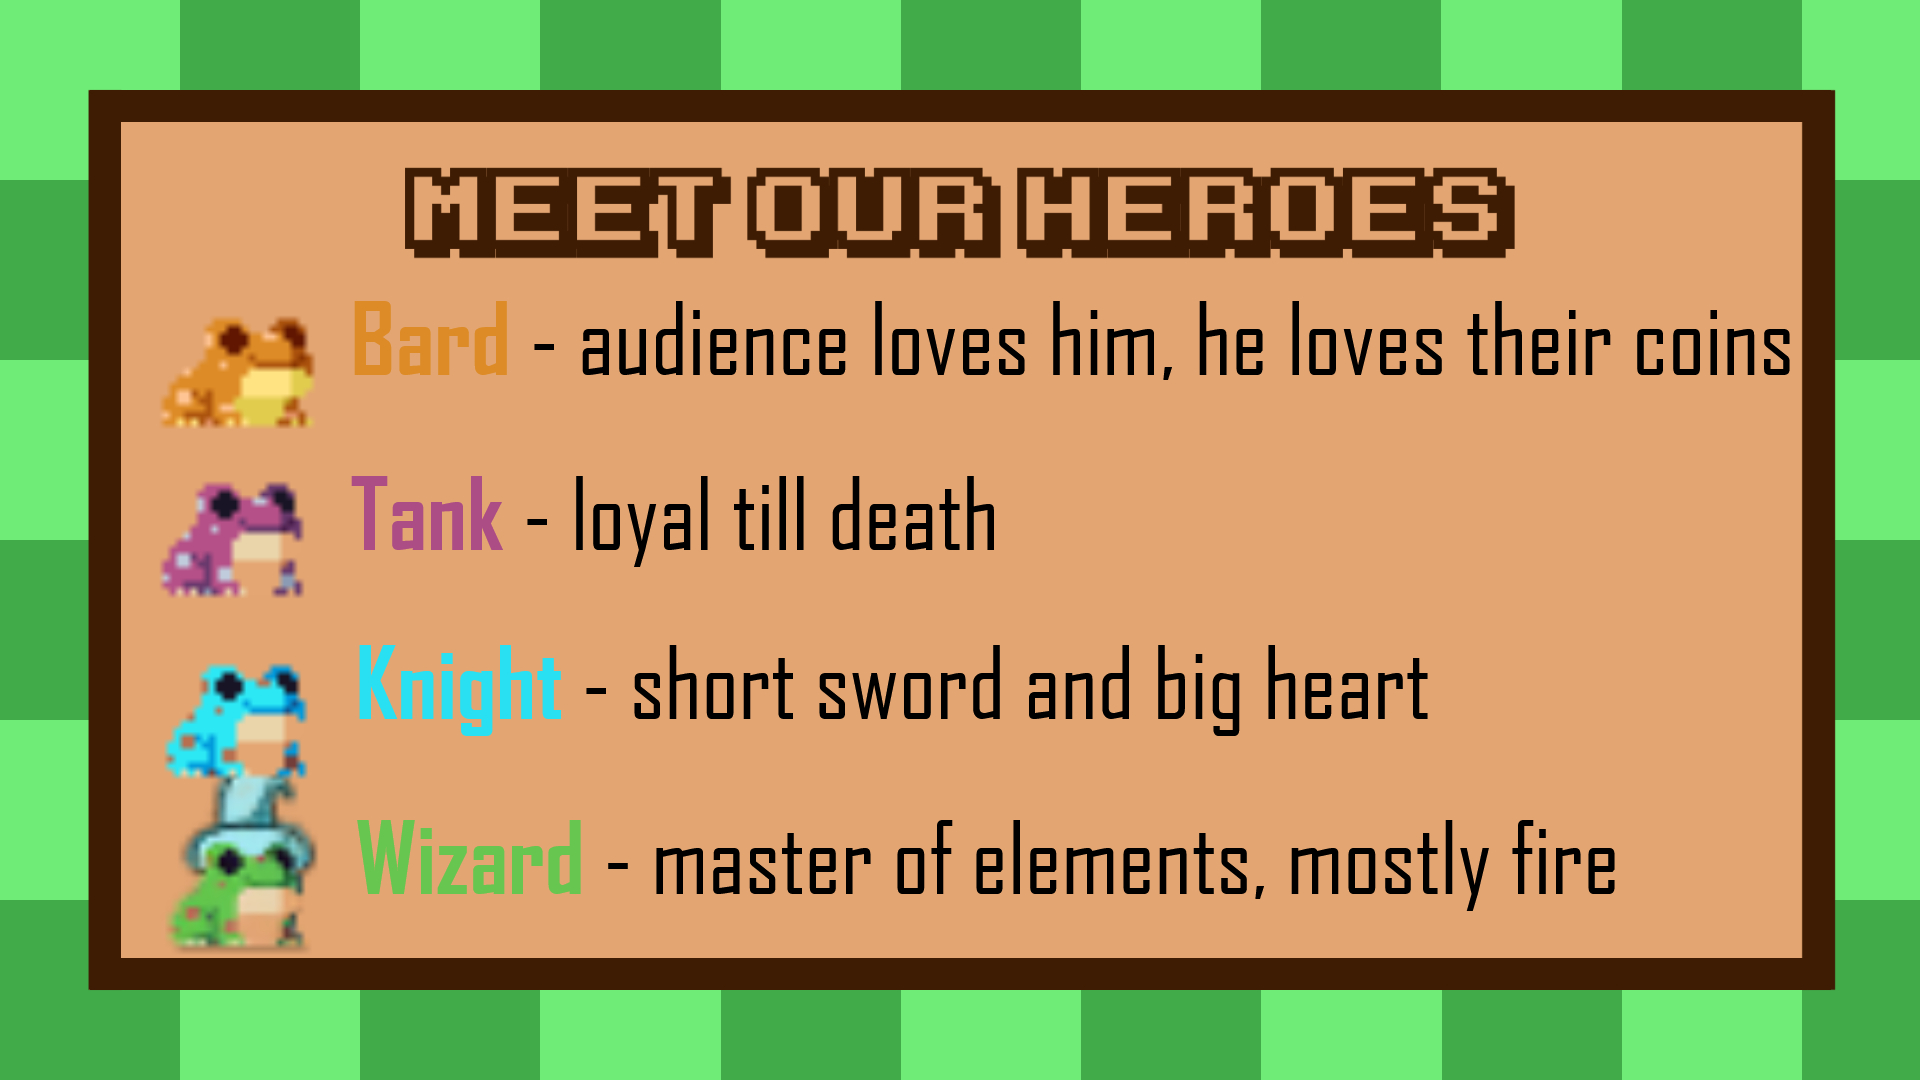 MEET OUR HEROES
Bard - audience loves him, he loves their coins
Tank - loyal till death
Knight - short sword and big heart
Wizard - master of elements, mostly fire